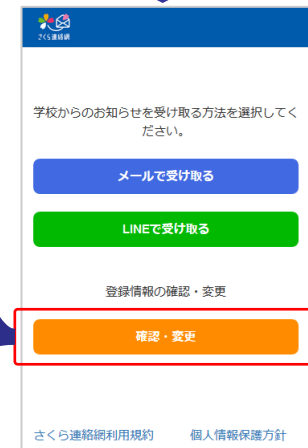 さくら連絡網
学校からのお知らせを受け取る方法を選択してく
ださい。
メールで受け取る
LINEで受け取る
登録情報の確認・変更
確認・変更
さくら連絡網利用規約 個人情報保護方針